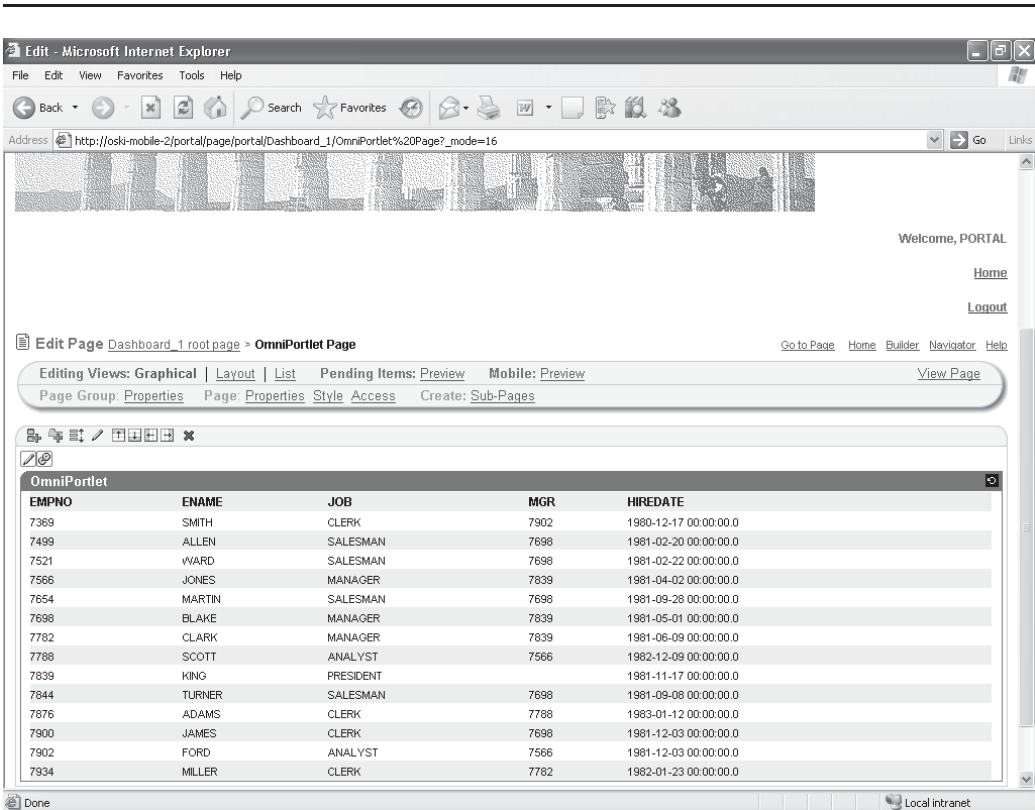 Edit - Microsoft Internet Explorer
File Edit View Favorites Tools Help
Back Search Favorites
Address http://oski-mobile-2/portal/page/portal/Dashboard_1/OmniPortlet%20Page?_mode=16 Go Links
Welcome, PORTAL
Home
Logout
Edit Page Dashboard_1 root page > OmniPortlet Page Go to Page Home Builder Navigator Help
Editing Views: Graphical | Layout | List Pending Items: Preview Mobile: Preview View Page
Page Group: Properties Page: Properties Style Access Create: Sub-Pages
OmniPortlet
EMPNO ENAME JOB MGR HIREDATE
7369 SMITH CLERK 7902 1980-12-17 00:00:00.0
7499 ALLEN SALESMAN 7698 1981-02-20 00:00:00.0
7521 WARD SALESMAN 7698 1981-02-22 00:00:00.0
7566 JONES MANAGER 7839 1981-04-02 00:00:00.0
7654 MARTIN SALESMAN 7698 1981-09-28 00:00:00.0
7698 BLAKE MANAGER 7839 1981-05-01 00:00:00.0
7782 CLARK MANAGER 7839 1981-06-09 00:00:00.0
7788 SCOTT ANALYST 7566 1982-12-09 00:00:00.0
7839 KING PRESIDENT 1981-11-17 00:00:00.0
7844 TURNER SALESMAN 7698 1981-09-08 00:00:00.0
7876 ADAMS CLERK 7788 1983-01-12 00:00:00.0
7900 JAMES CLERK 7698 1981-12-03 00:00:00.0
7902 FORD ANALYST 7566 1981-12-03 00:00:00.0
7934 MILLER CLERK 7782 1982-01-23 00:00:00.0
Done Local intranet